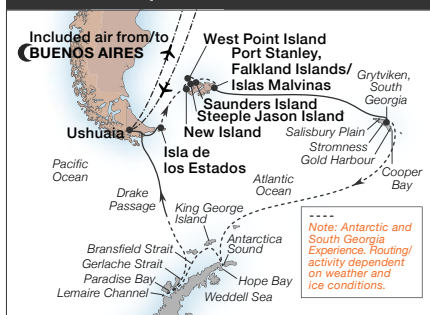 Included air from/to
BUENOS AIRES
West Point Island
Port Stanley,
Falkland Islands/
Islas Malvinas
Grytviken,
South
Georgia
Saunders Island
Steeple Jason Island
New Island
Ushuaia
Isla de
los Estados
Salisbury Plain
Stromness
Gold Harbour
Cooper
Bay
Pacific
Ocean
Atlantic
Ocean
Drake
Passage
King George
Island
Antarctica
Sound
Bransfield Strait
Gerlache Strait
Paradise Bay
Lemaire Channel
Hope Bay
Weddell Sea
Note: Antarctic and
South Georgia
Experience. Routing/
activity dependent
on weather and
ice conditions.